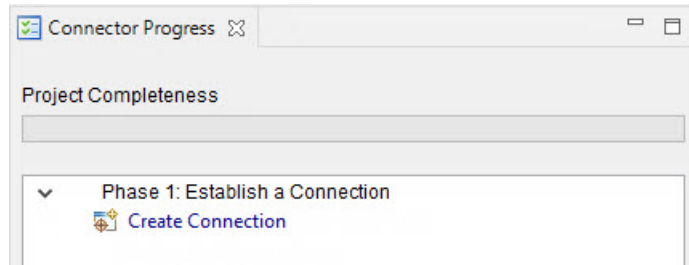 Connector Progress
Project Completeness
Phase 1: Establish a Connection
Create Connection